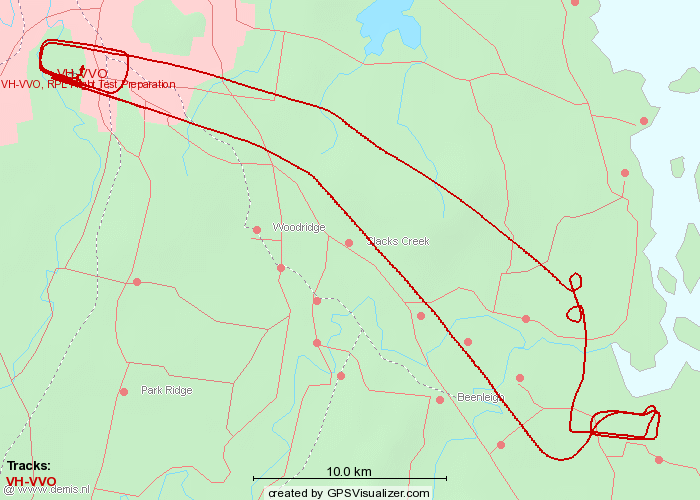 VH-VVO
VH-VVO, RPL Flight Test Preparation
Woodridge
Slacks Creek
Park Ridge
Beenleigh
Tracks:
VH-VVO
@ www.demis.nl
10.0 km
created by GPSVisualizer.com